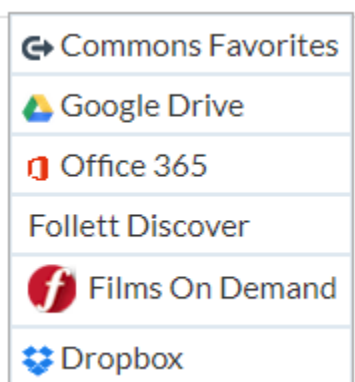 Commons Favorites
Google Drive
Office 365
Follett Discover
f Films On Demand
Dropbox